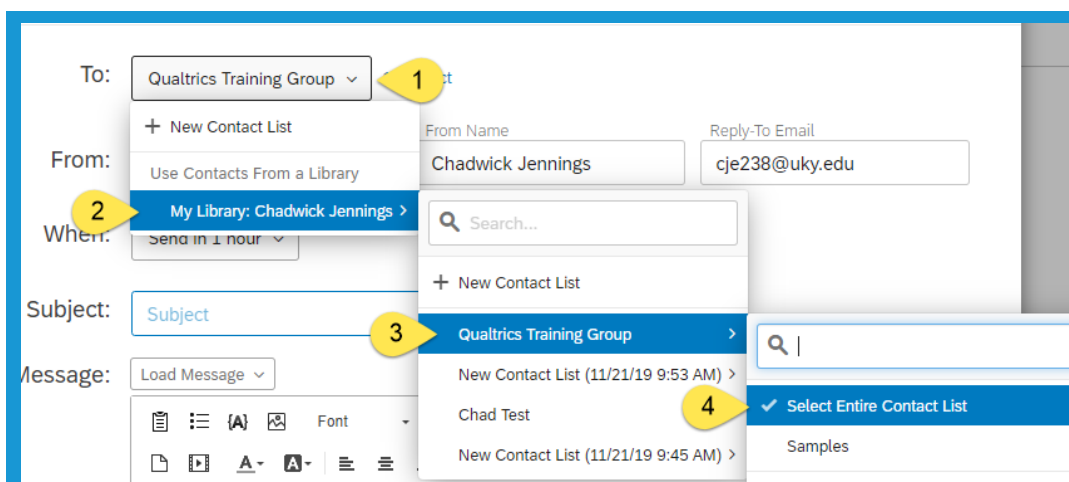 To:
Qualtrics Training Group
1
New Contact List
From Name
Reply-To Email
From:
Chadwick Jennings
cje238@uky.edu
Use Contacts From a Library
2
My Library: Chadwick Jennings
Search...
When:
Send in 1 hour
New Contact List
Subject:
Subject
3
Qualtrics Training Group
Message:
Load Message
New Contact List (11/21/19 9:53 AM)
4
Select Entire Contact List
{A}
Font
Chad Test
Samples
A
A
New Contact List (11/21/19 9:45 AM)